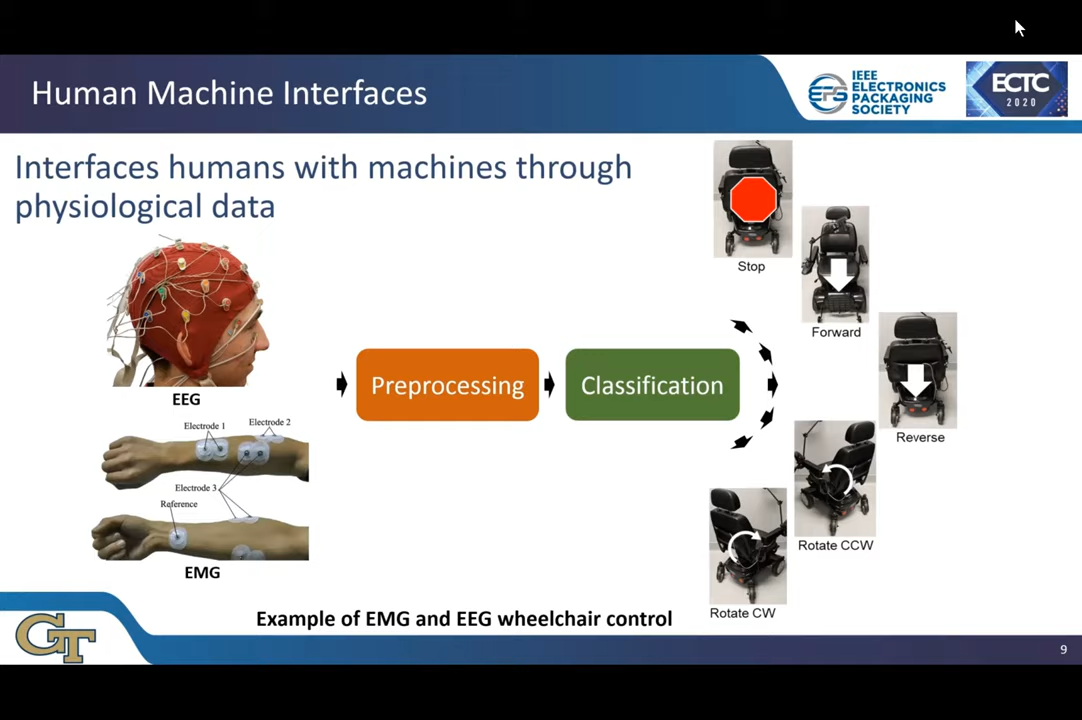 Human Machine Interfaces
EPS
IEEE
ELECTRONICS
PACKAGING
SOCIETY
ECTC
2020
Interfaces humans with machines through
physiological data
Stop
Forward
Reverse
Rotate CCW
Rotate CW
EEG
Preprocessing
Classification
Electrode 1
Electrode 2
Electrode 3
Reference
EMG
Example of EMG and EEG wheelchair control
GT
9